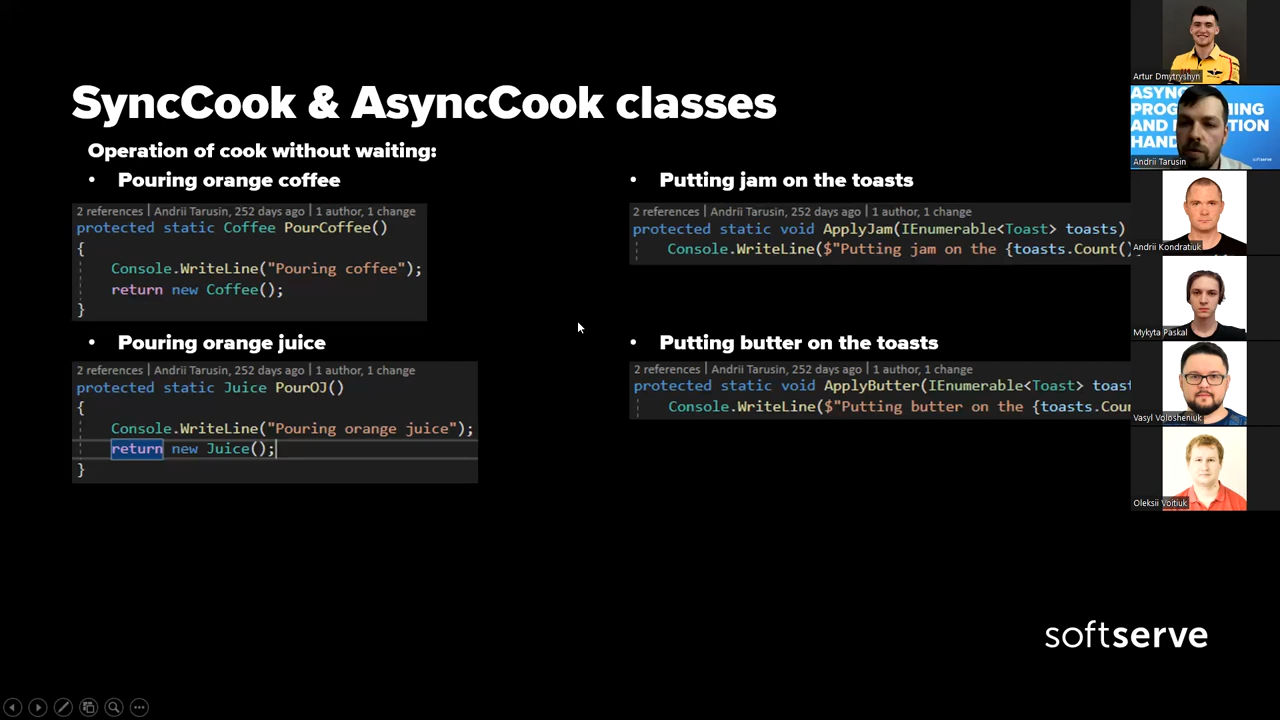 SyncCook & AsyncCook classes
Operation of cook without waiting:
• Pouring orange coffee
2 references | Andrii Tarusin, 252 days ago | 1 author, 1 change
protected static Coffee PourCoffee()
{
Console.WriteLine("Pouring coffee");
return new Coffee();
}
• Pouring orange juice
2 references | Andrii Tarusin, 252 days ago | 1 author, 1 change
protected static Juice PourOJ()
{
Console.WriteLine("Pouring orange juice");
return new Juice();
}
• Putting jam on the toasts
2 references | Andrii Tarusin, 252 days ago | 1 author, 1 change
protected static void ApplyJam(IEnumerable<Toast> toasts)
Console.WriteLine($"Putting jam on the {toasts.Count(
• Putting butter on the toasts
2 references | Andrii Tarusin, 252 days ago | 1 author, 1 change
protected static void ApplyButter(IEnumerable<Toast> toast
Console.WriteLine($"Putting butter on the {toasts.Cou
softserve
Artur Dmytryshyn
ASYNC
AND
HAND
softserve
Andrii Tarusin
Andrii Kondratiuk
Mykyta Paskal
Vasyl Volosheniuk
Oleksii Voitiuk